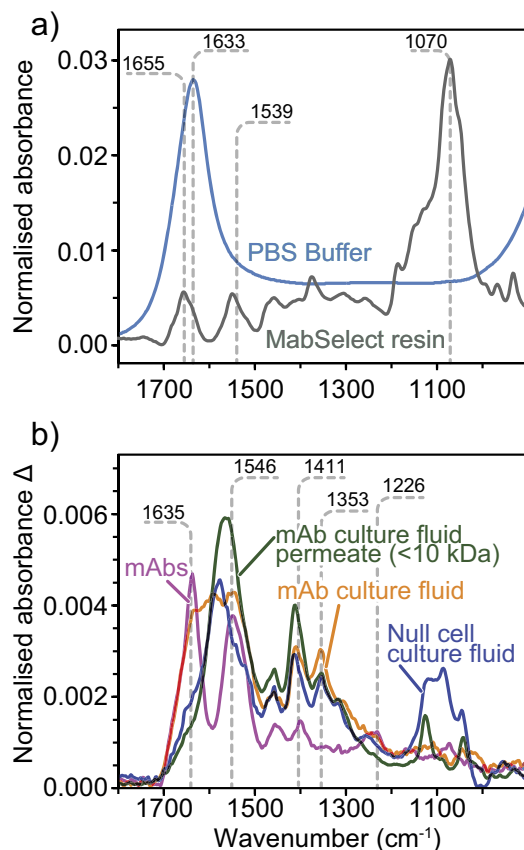 a)
1633
1070
1655
1539
0.03
0.02
0.01
0.00
Normalised absorbance
PBS Buffer
MabSelect resin
1700
1500
1300
1100
b)
1546
1411
1635
1353
1226
0.006
0.004
0.002
0.000
Normalised absorbance Δ
mAb culture fluid
permeate (<10 kDa)
mAbs
mAb culture fluid
Null cell
culture fluid
1700
1500
1300
1100
Wavenumber (cm⁻¹)